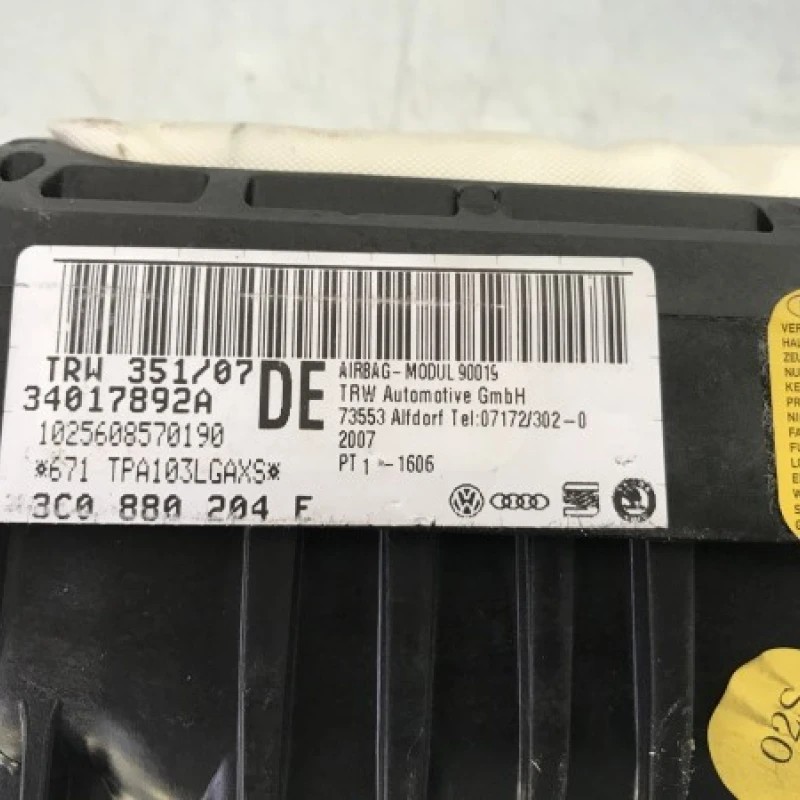 TRW 351/07
34017892A
DE
1025608570190
*671 TPA103LGAXS*
3C0 880 204 F
AIRBAG-MODUL 90019
TRW Automotive GmbH
73553 Alfdorf Tel:07172/302-0
2007
PT 1 -1606
02S